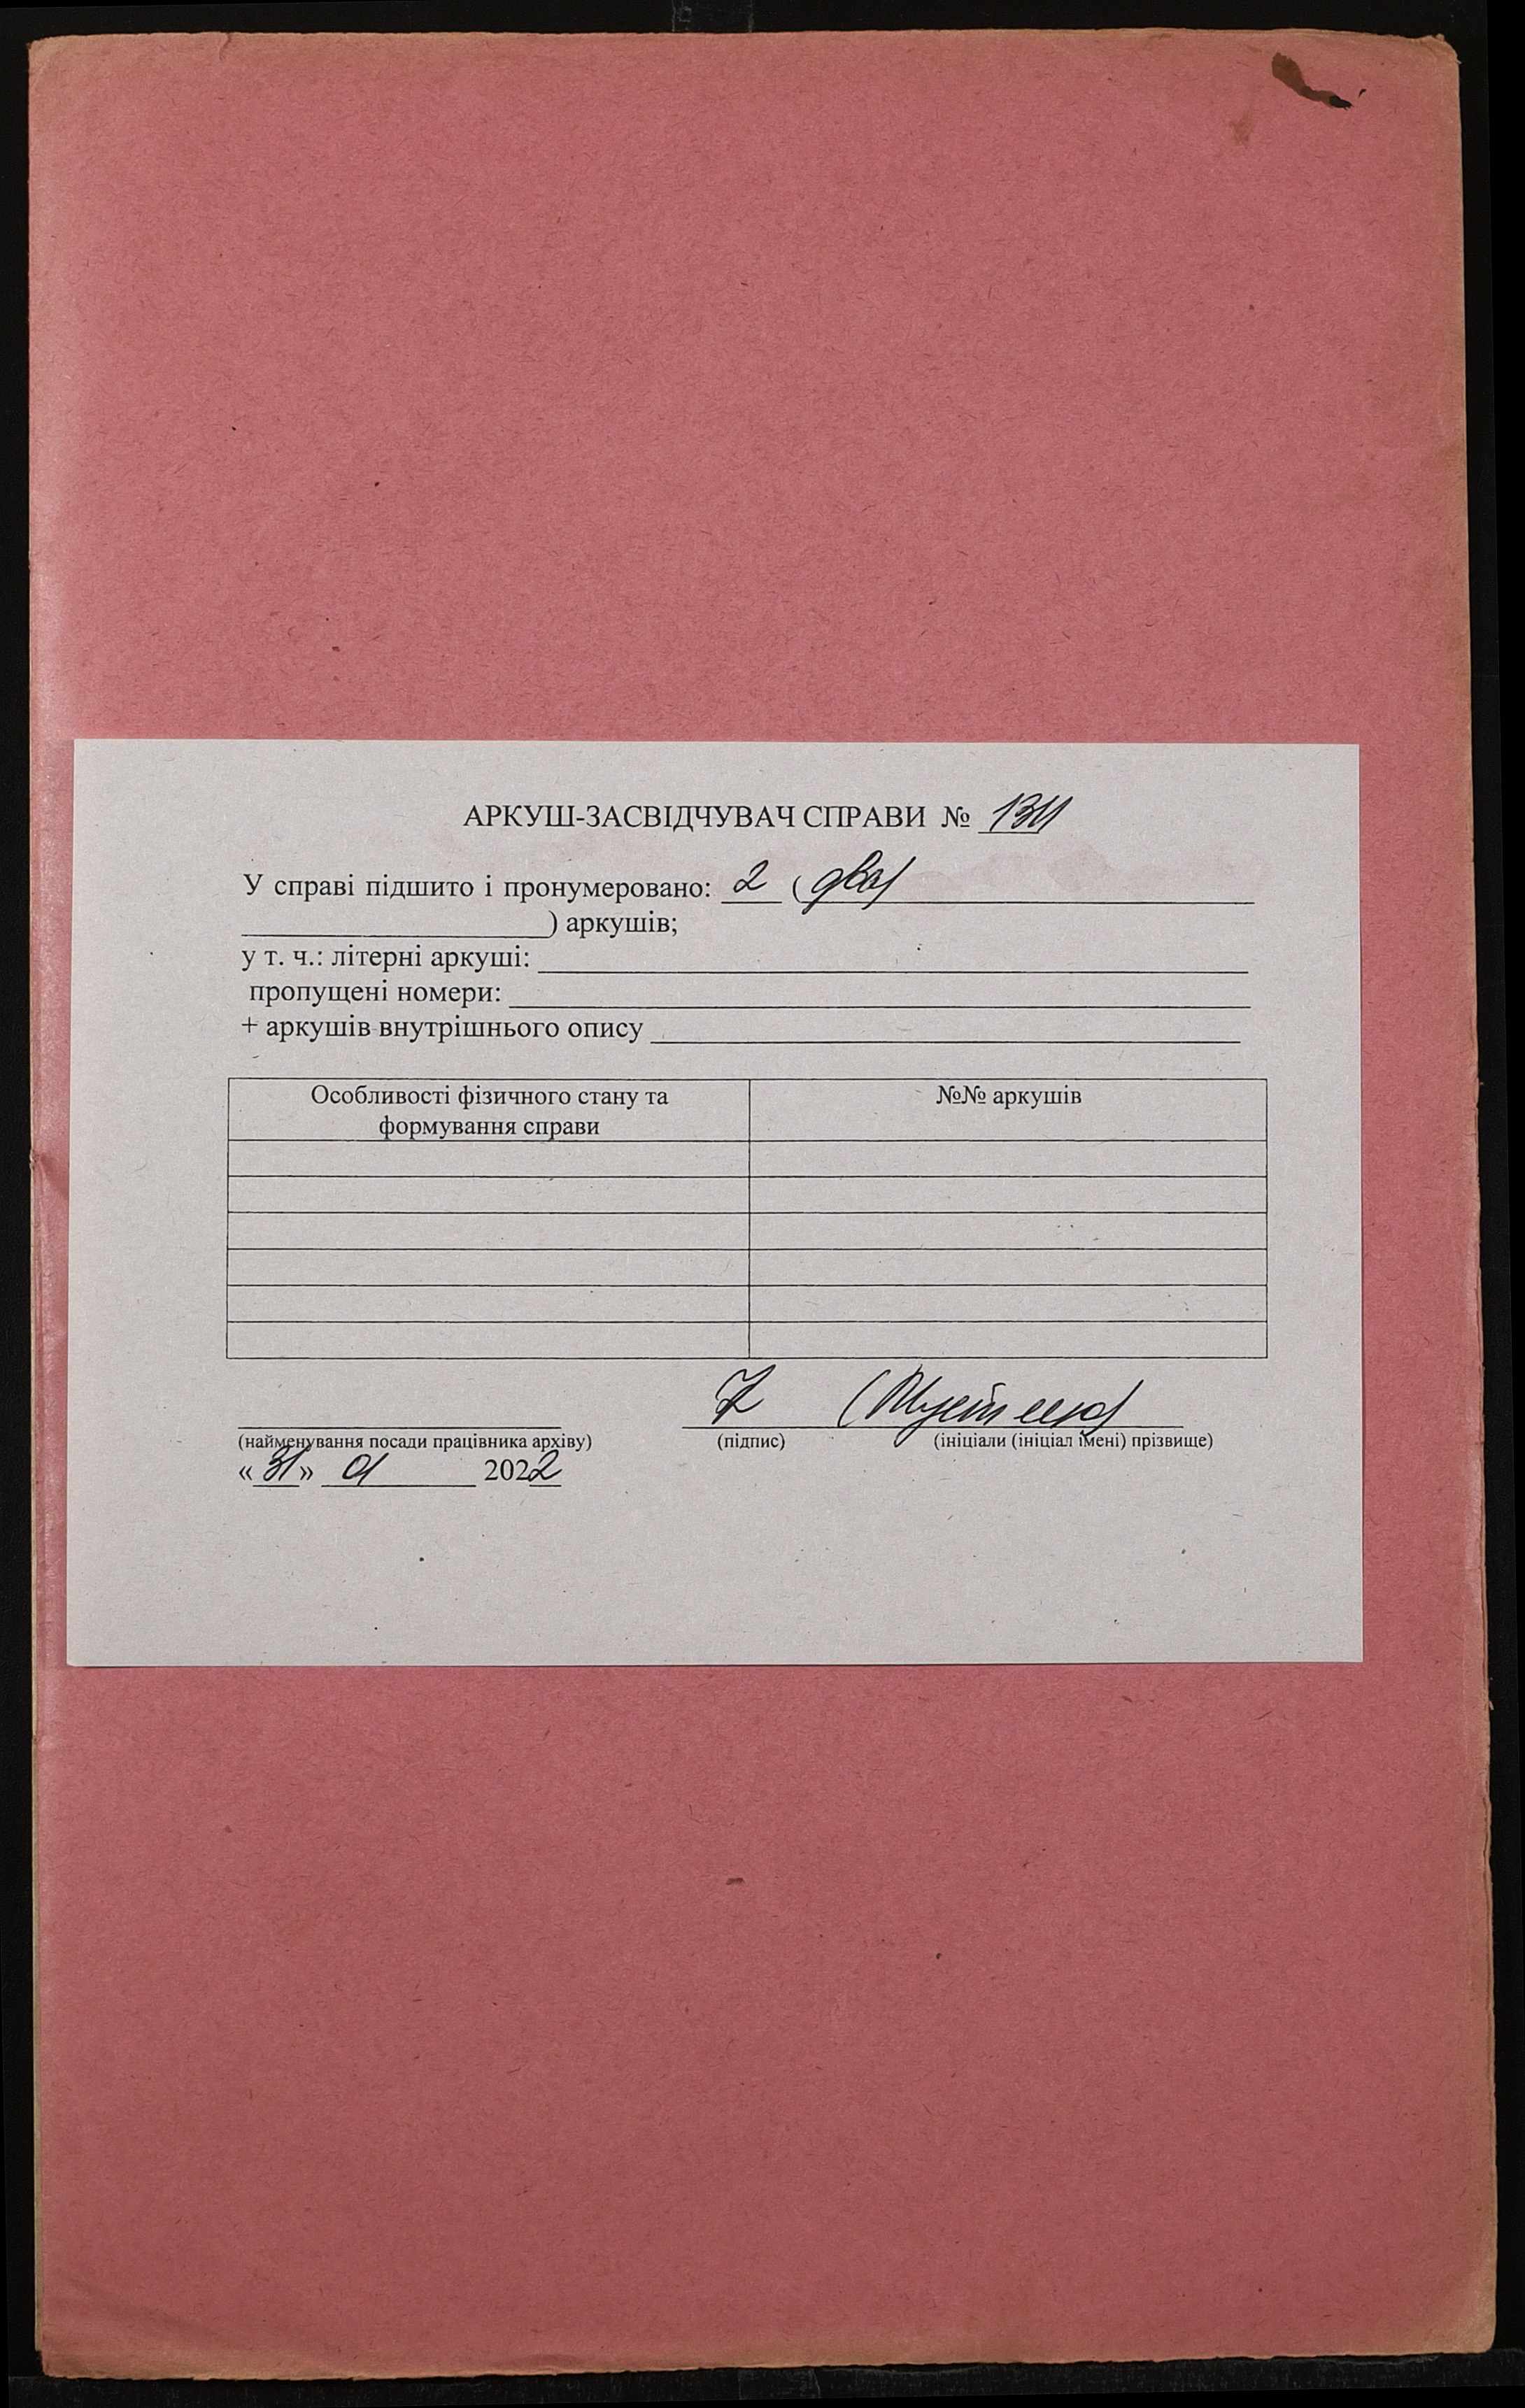 АРКУШ-ЗАСВІДЧУВАЧ СПРАВИ №
У справі підшито і пронумеровано: 2 (два)
) аркушів;
у т. ч.: літерні аркуші:
пропущені номери:
+ аркушів внутрішнього опису
Особливості фізичного стану та
формування справи
№№ аркушів
(найменування посади працівника архіву)
(підпис)
(ініціали (ініціал імені) прізвище)
«31» 01 2022